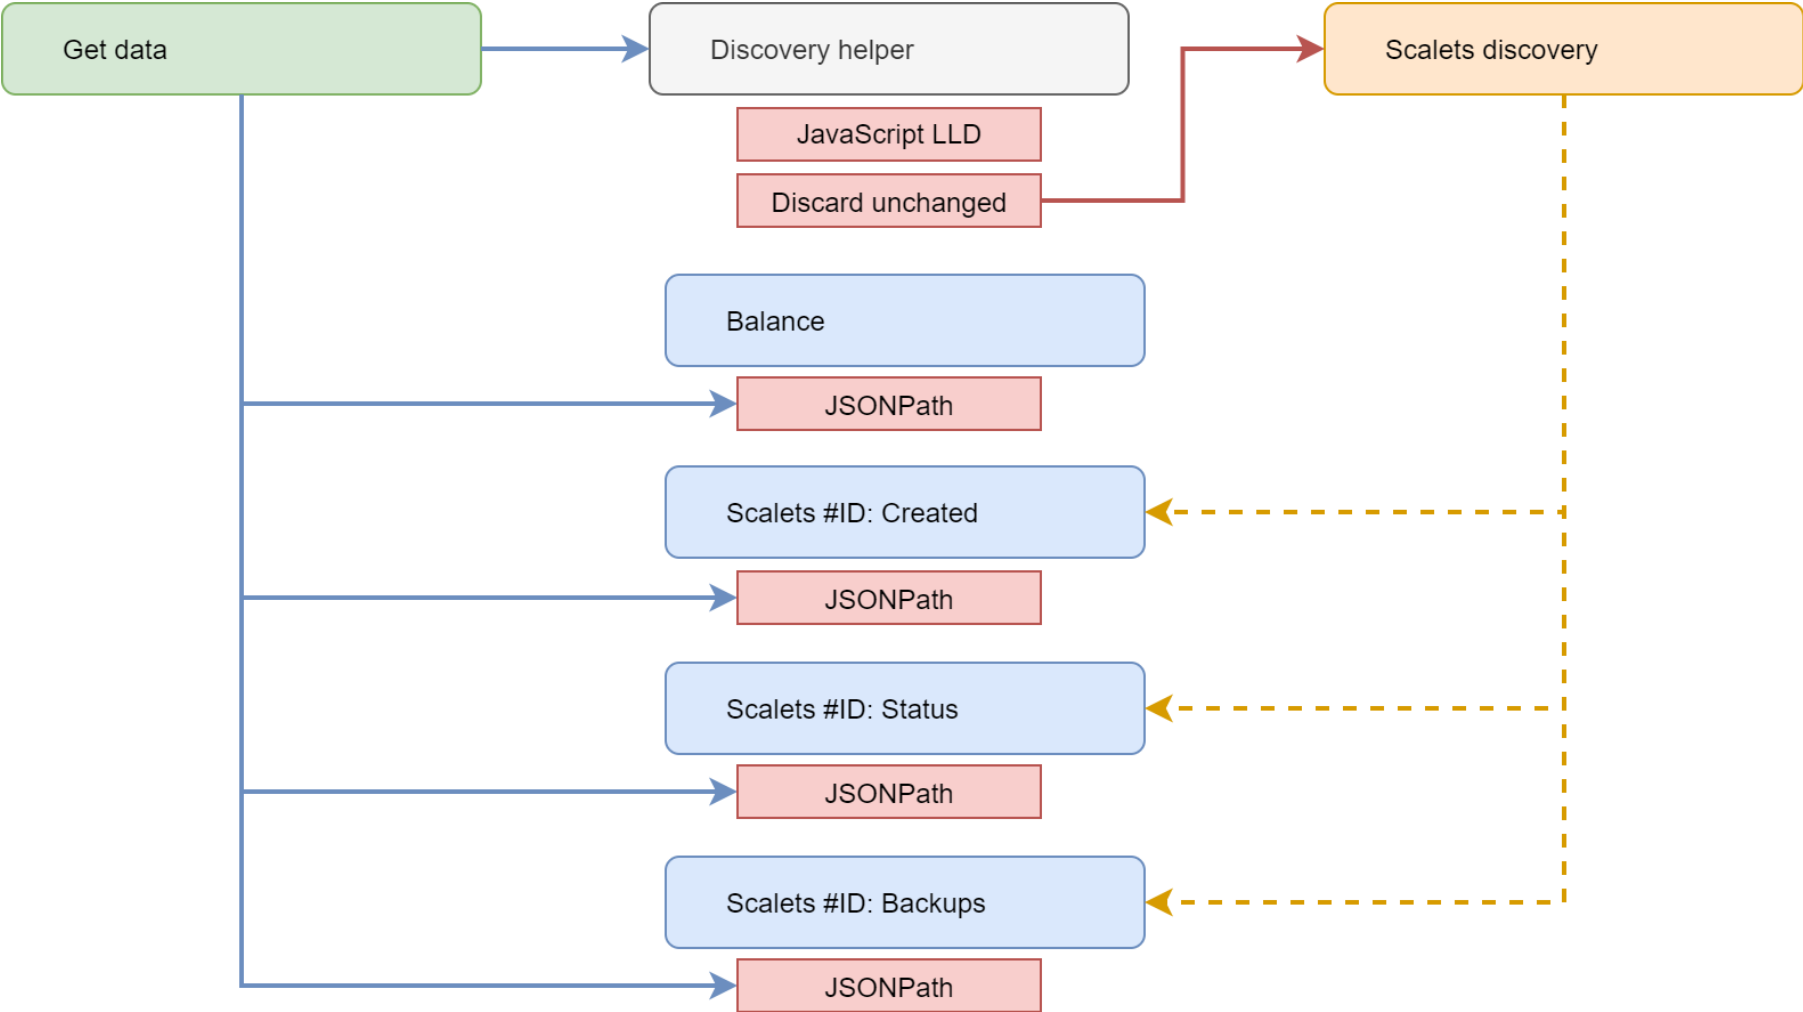 Get data
Discovery helper
Scalets discovery
JavaScript LLD
Discard unchanged
Balance
JSONPath
Scalets #ID: Created
JSONPath
Scalets #ID: Status
JSONPath
Scalets #ID: Backups
JSONPath